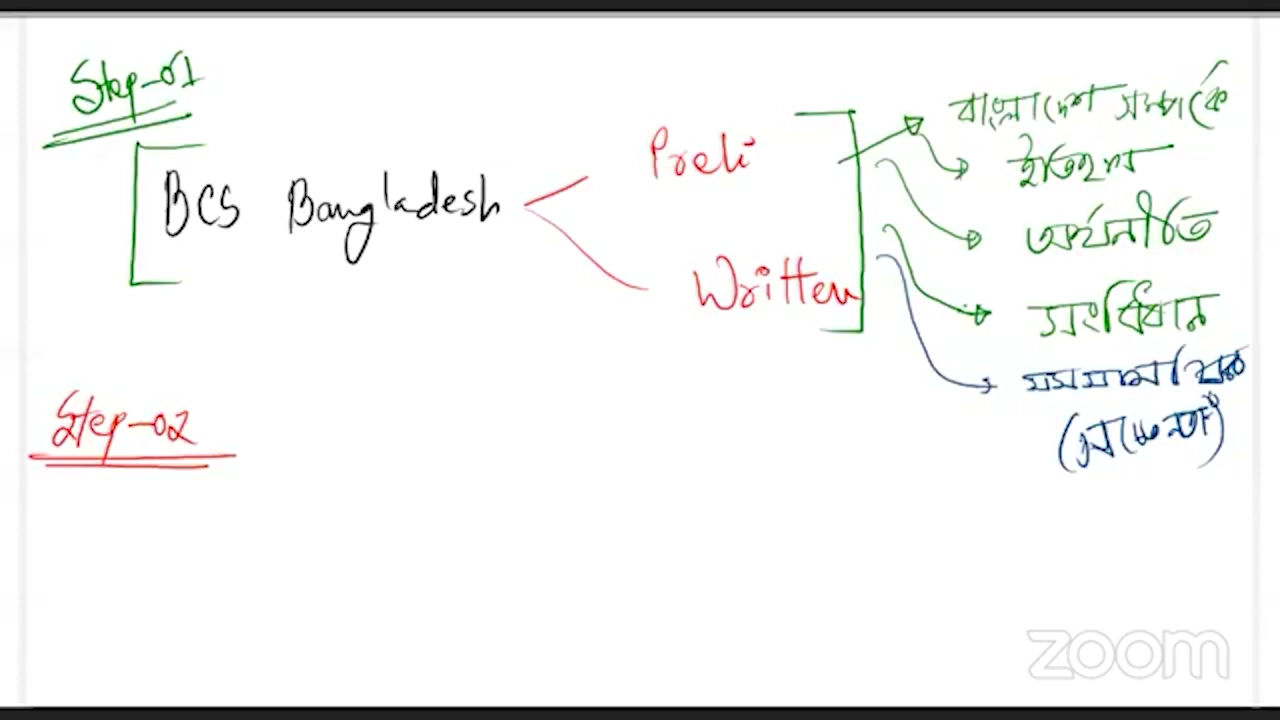 Step-01
BCS Bangladesh
Preli
Written
বাংলাদেশ সম্পর্কে
ইতিহাস
অর্থনীতি
সংবিধান
সমসাময়িক
Step-02
zoom